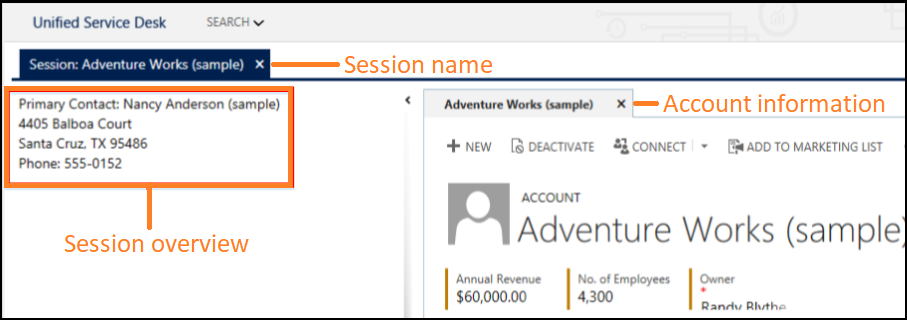 Unified Service Desk SEARCH
Session: Adventure Works (sample) ×
Session name
Primary Contact: Nancy Anderson (sample)
4405 Balboa Court
Santa Cruz, TX 95486
Phone: 555-0152
Session overview
Adventure Works (sample) ×
Account information
+ NEW DEACTIVATE CONNECT ADD TO MARKETING LIST
ACCOUNT
Adventure Works (sample)
Annual Revenue No. of Employees Owner
*
$60,000.00 4,300 Randy Blythe